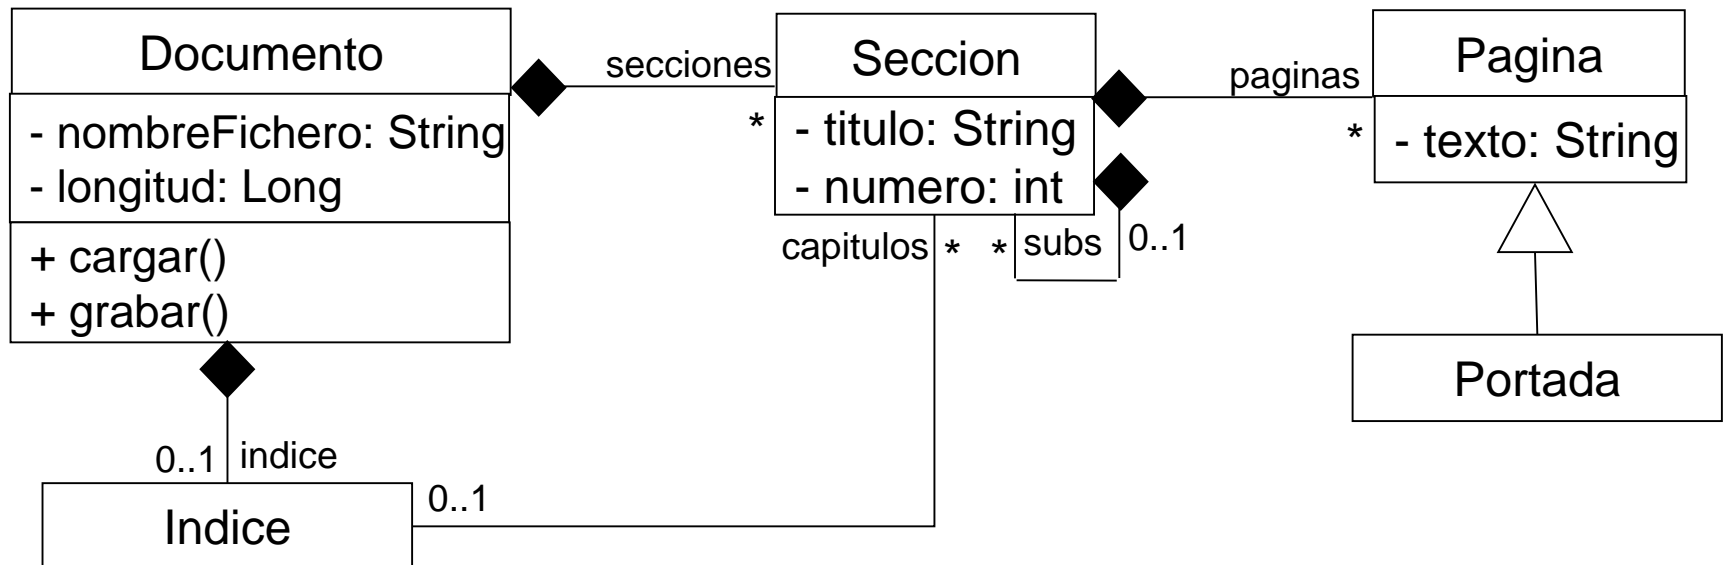 Documento
- nombreFichero: String
- longitud: Long
+ cargar()
+ grabar()
secciones
*
Seccion
- titulo: String
- numero: int
paginas
*
Pagina
- texto: String
capitulos
*
*
subs
0..1
Portada
0..1
indice
0..1
Indice